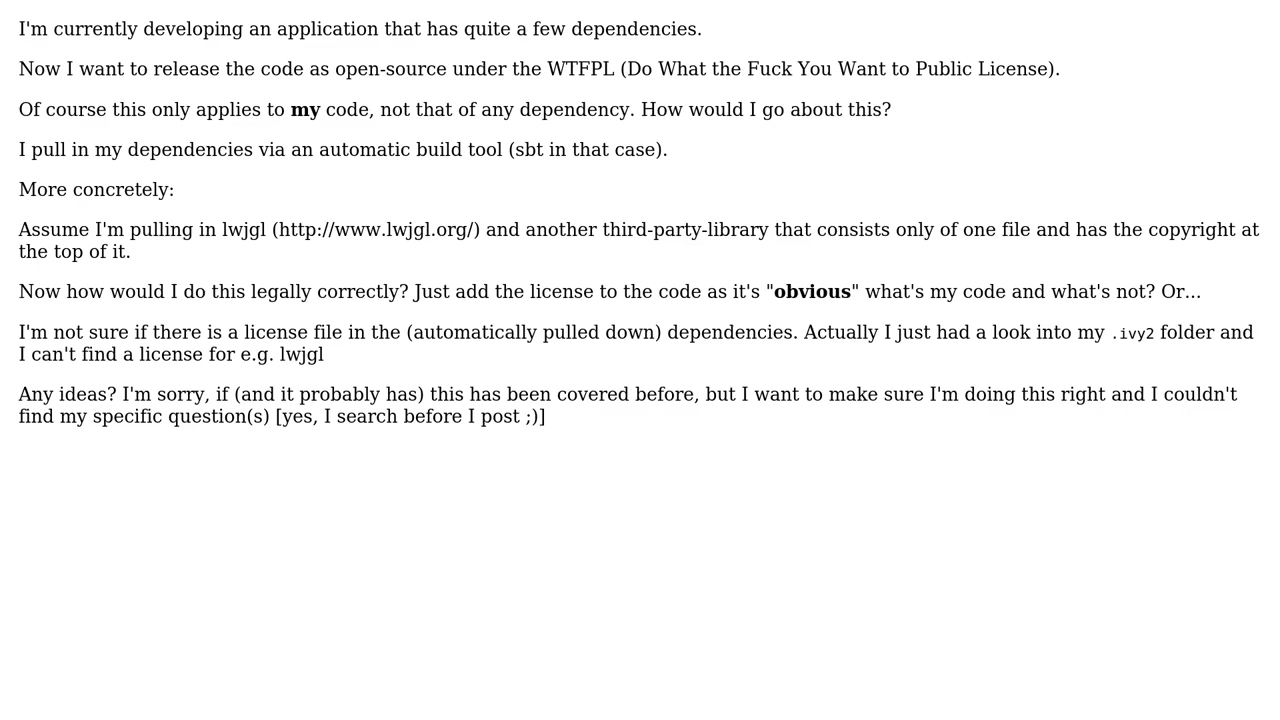 I'm currently developing an application that has quite a few dependencies.
Now I want to release the code as open-source under the WTFPL (Do What the Fuck You Want to Public License).
Of course this only applies to my code, not that of any dependency. How would I go about this?
I pull in my dependencies via an automatic build tool (sbt in that case).
More concretely:
Assume I'm pulling in lwjgl (http://www.lwjgl.org/) and another third-party-library that consists only of one file and has the copyright at
the top of it.
Now how would I do this legally correctly? Just add the license to the code as it's "obvious" what's my code and what's not? Or...
I'm not sure if there is a license file in the (automatically pulled down) dependencies. Actually I just had a look into my .ivy2 folder and
I can't find a license for e.g. lwjgl
Any ideas? I'm sorry, if (and it probably has) this has been covered before, but I want to make sure I'm doing this right and I couldn't
find my specific question(s) [yes, I search before I post ;)]